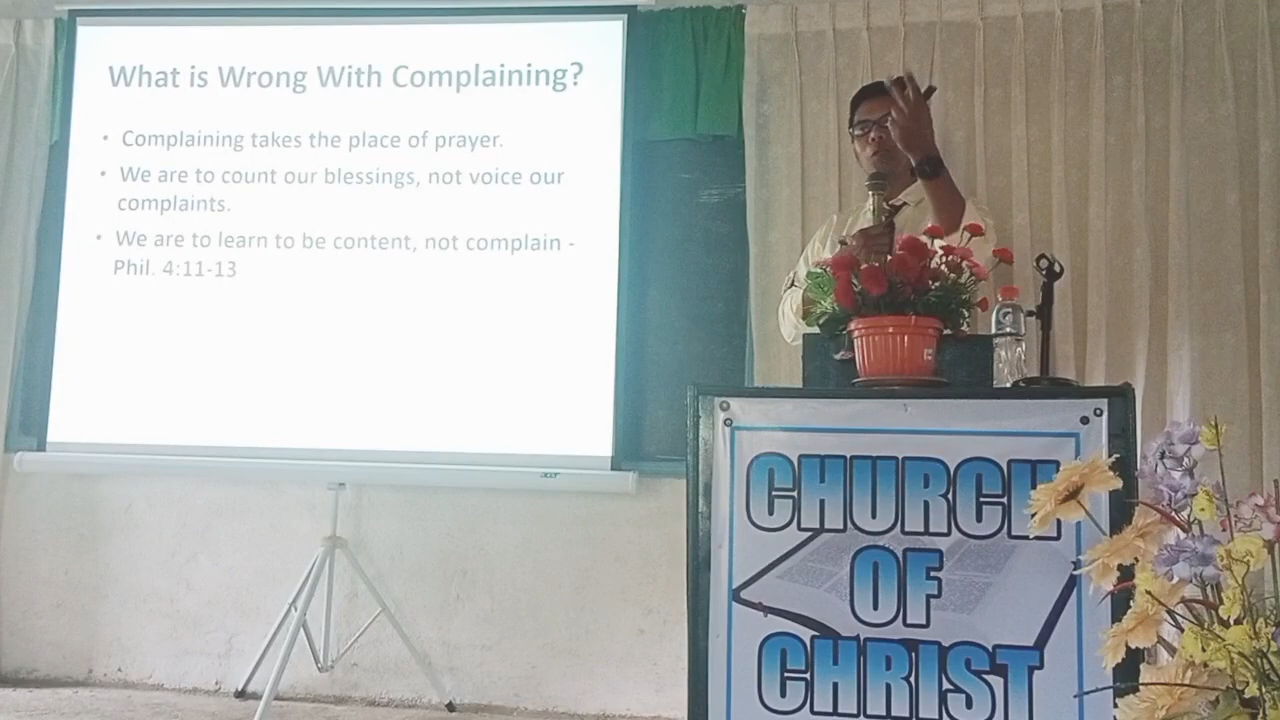 What is Wrong With Complaining?
• Complaining takes the place of prayer.
• We are to count our blessings, not voice our
complaints.
• We are to learn to be content, not complain -
Phil. 4:11-13
acer
CHURCH
OF
CHRIST